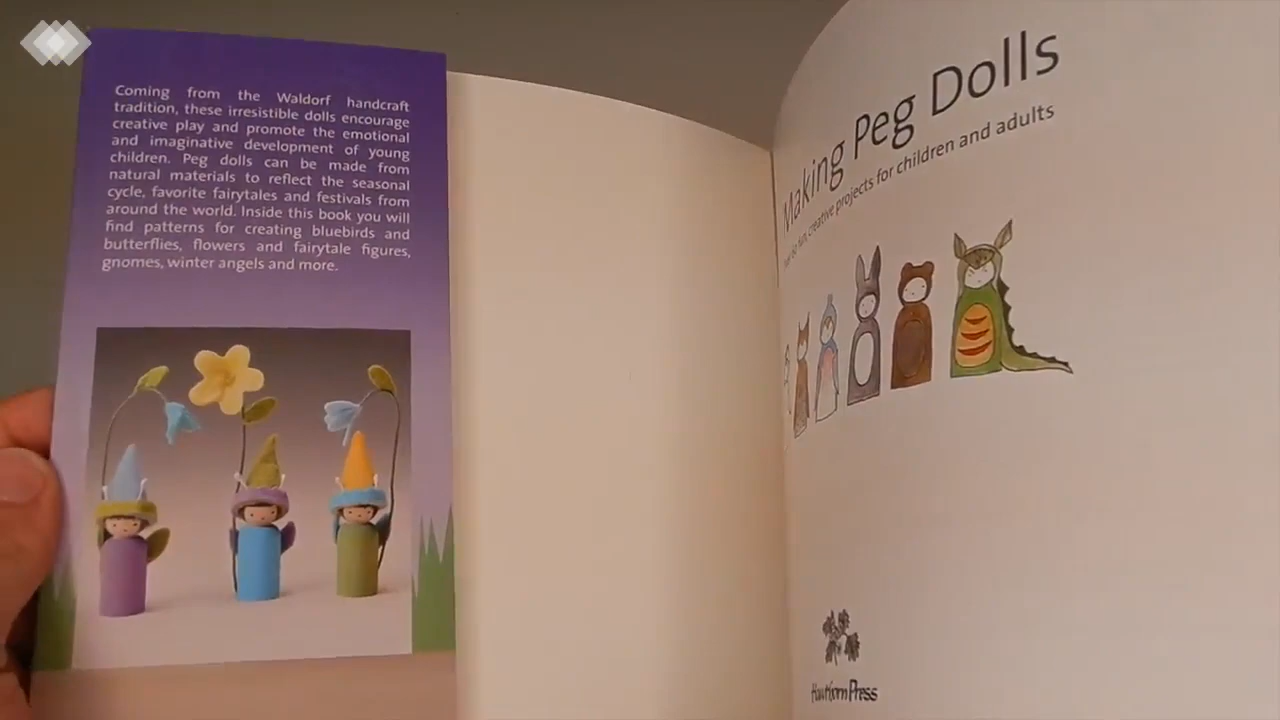 Coming from the Waldorf handcraft
tradition, these irresistible dolls encourage
creative play and promote the emotional
and imaginative development of young
children. Peg dolls can be made from
natural materials to reflect the seasonal
cycle, favorite fairytales and festivals from
around the world. Inside this book you will
find patterns for creating bluebirds and
butterflies, flowers and fairytale figures,
gnomes, winter angels and more.
Making Peg Dolls
fun, creative projects for children and adults
Hawthorn Press